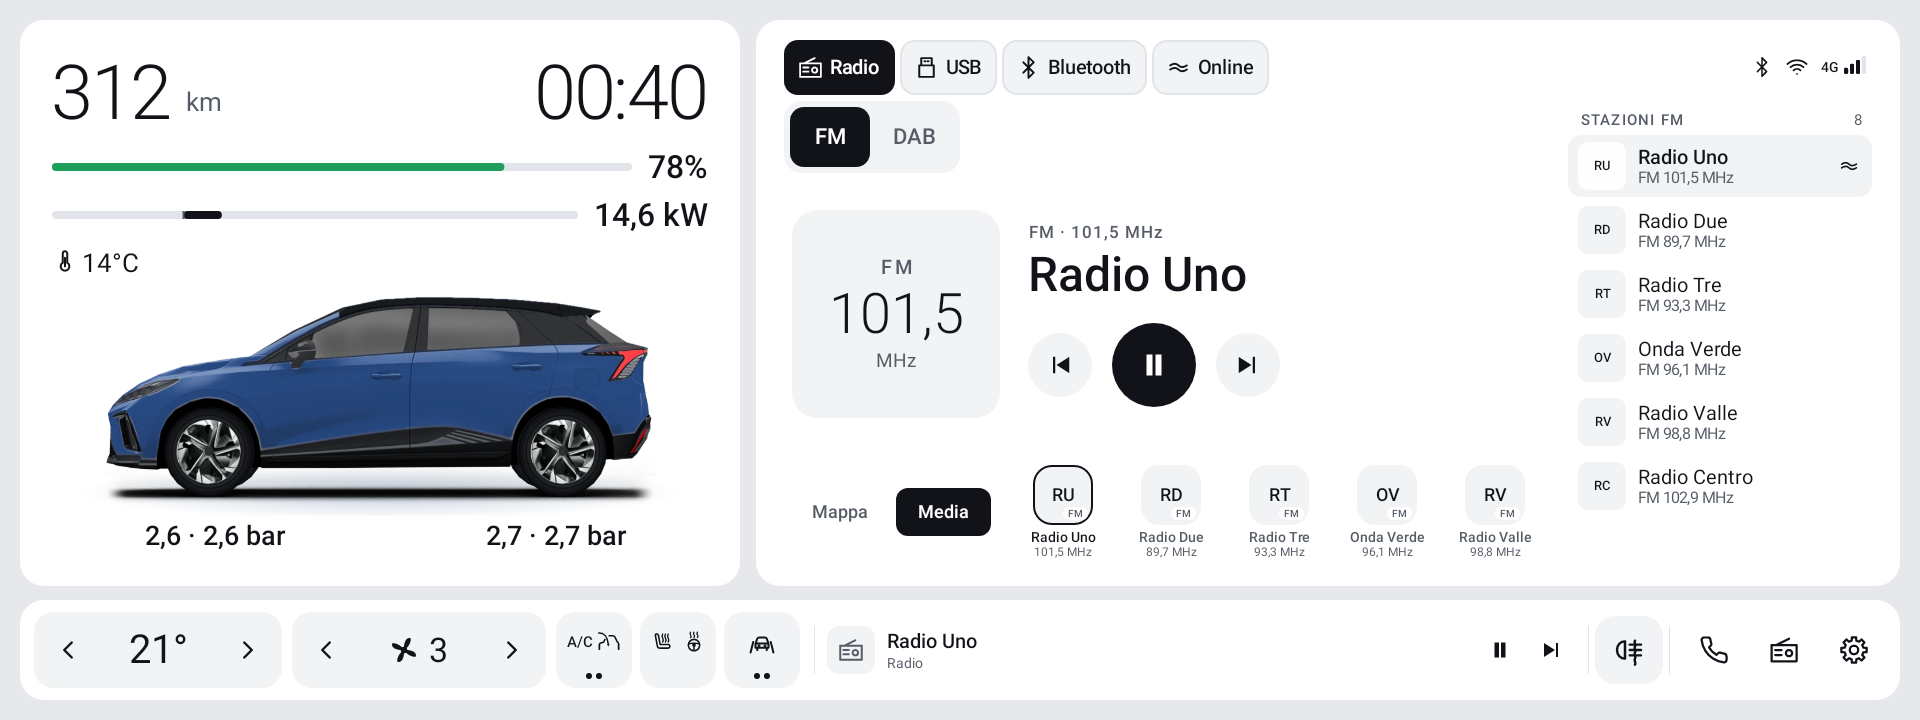 312 km
00:40
78%
14,6 kW
14°C
2,6 · 2,6 bar
2,7 · 2,7 bar
Radio
USB
Bluetooth
Online
4G
FM
DAB
FM
101,5
MHz
FM · 101,5 MHz
Radio Uno
Mappa
Media
RU
FM
Radio Uno
101,5 MHz
RD
FM
Radio Due
89,7 MHz
RT
FM
Radio Tre
93,3 MHz
OV
FM
Onda Verde
96,1 MHz
RV
FM
Radio Valle
98,8 MHz
STAZIONI FM
8
RU
Radio Uno
FM 101,5 MHz
RD
Radio Due
FM 89,7 MHz
RT
Radio Tre
FM 93,3 MHz
OV
Onda Verde
FM 96,1 MHz
RV
Radio Valle
FM 98,8 MHz
RC
Radio Centro
FM 102,9 MHz
21°
3
A/C
Radio Uno
Radio